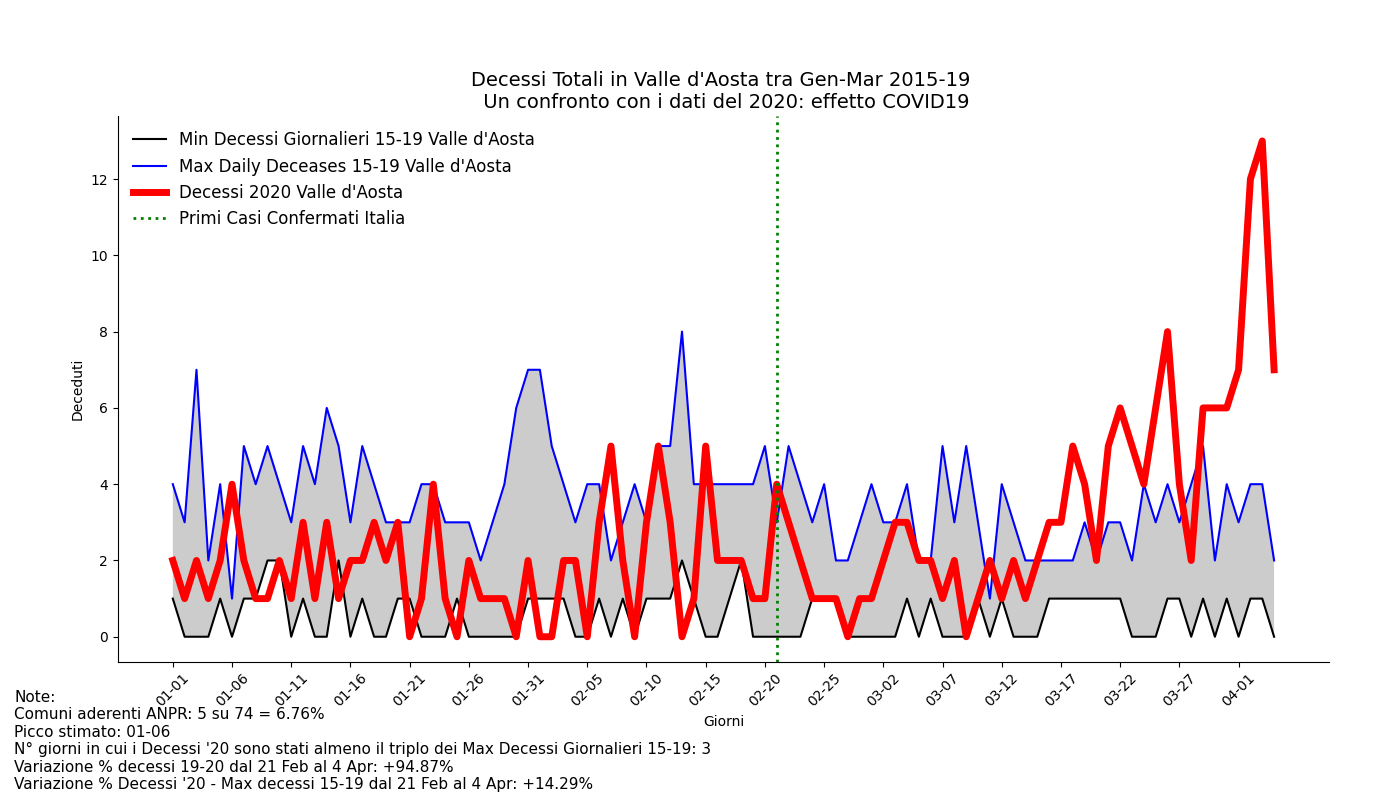 Decessi Totali in Valle d'Aosta tra Gen-Mar 2015-19
Un confronto con i dati del 2020: effetto COVID19
Min Decessi Giornalieri 15-19 Valle d'Aosta
Max Daily Deceases 15-19 Valle d'Aosta
Decessi 2020 Valle d'Aosta
Primi Casi Confermati Italia
12
10
8
6
4
2
0
Deceduti
01-01 01-06 01-11 01-16 01-21 01-26 01-31 02-05 02-10 02-15 02-20 02-25 03-02 03-07 03-12 03-17 03-22 03-27 04-01
Giorni
Note:
Comuni aderenti ANPR: 5 su 74 = 6.76%
Picco stimato: 01-06
N° giorni in cui i Decessi '20 sono stati almeno il triplo dei Max Decessi Giornalieri 15-19: 3
Variazione % decessi 19-20 dal 21 Feb al 4 Apr: +94.87%
Variazione % Decessi '20 - Max decessi 15-19 dal 21 Feb al 4 Apr: +14.29%